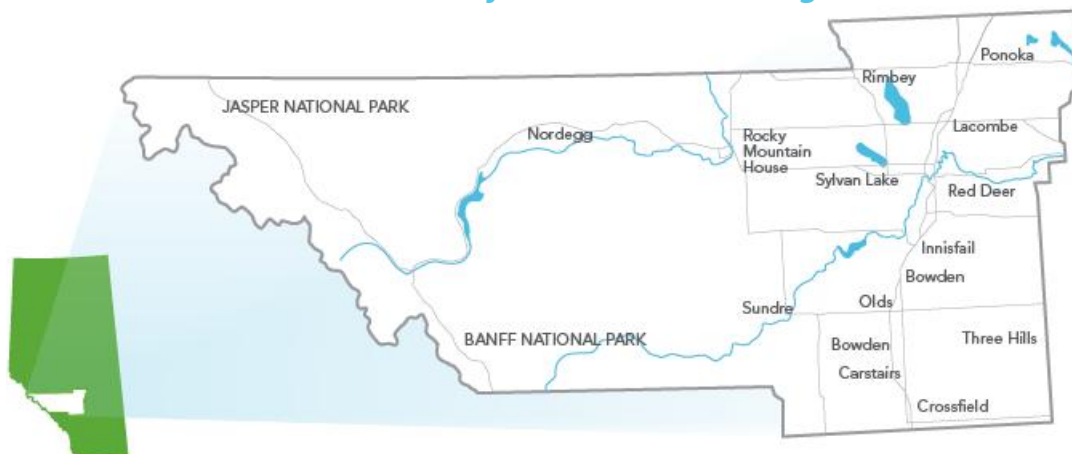 Ponoka
Rimbey
JASPER NATIONAL PARK
Nordegg
Lacombe
Rocky
Mountain
House
Sylvan Lake
Red Deer
Innisfail
Bowden
Sundre
Olds
BANFF NATIONAL PARK
Bowden
Three Hills
Carstairs
Crossfield